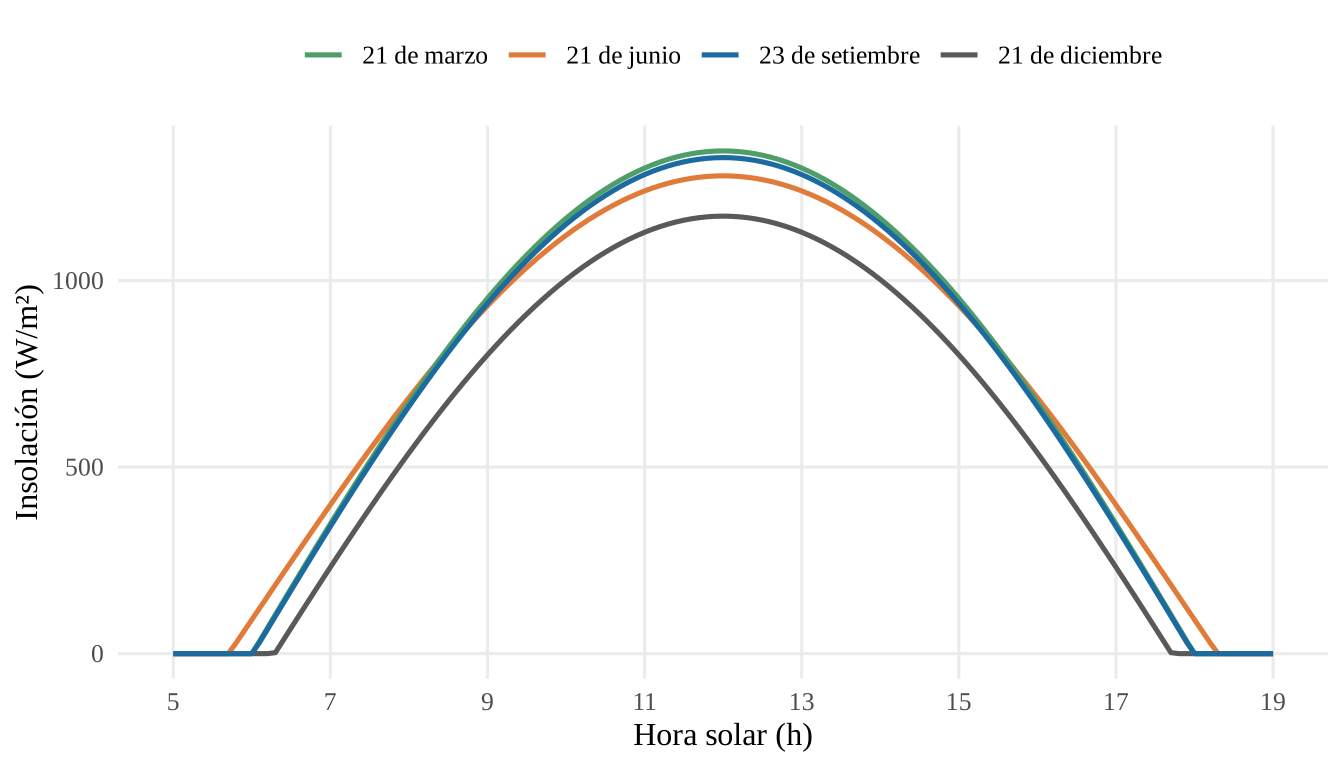 21 de marzo 21 de junio 23 de setiembre 21 de diciembre
Insolación (W/m²)
1000
500
0
5 7 9 11 13 15 17 19
Hora solar (h)